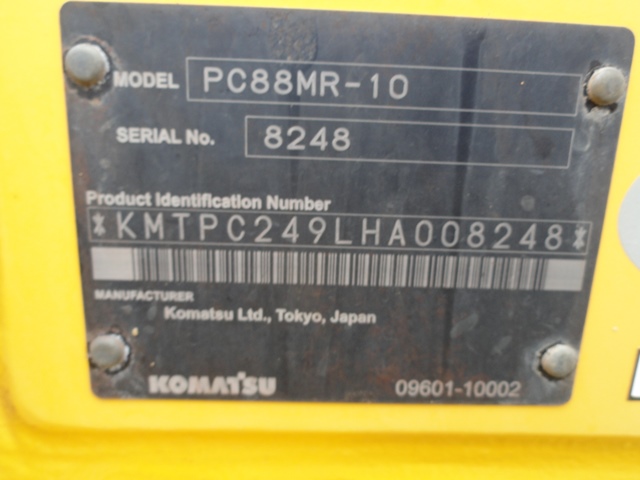 MODEL PC88MR-10
SERIAL No. 8248
Product Identification Number
*KMTPC249LHA008248*
MANUFACTURER
Komatsu Ltd., Tokyo, Japan
KOMATSU 09601-10002